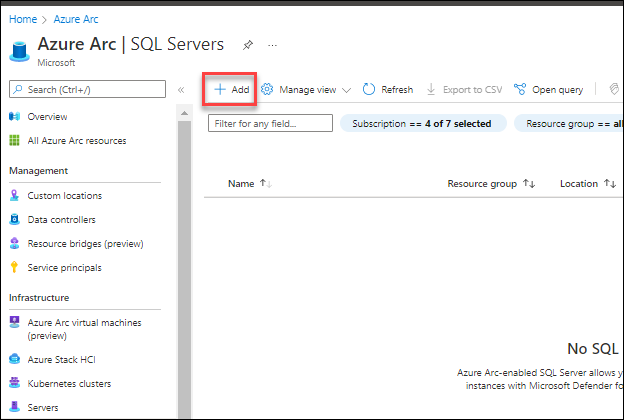 Home > Azure Arc
Azure Arc | SQL Servers
Microsoft
Search (Ctrl+/)
Overview
All Azure Arc resources
Management
Custom locations
Data controllers
Resource bridges (preview)
Service principals
Infrastructure
Azure Arc virtual machines
(preview)
Azure Stack HCI
Kubernetes clusters
Servers
Add Manage view Refresh Export to CSV Open query
Filter for any field... Subscription == 4 of 7 selected Resource group == all
Name Resource group Location
No SQL
Azure Arc-enabled SQL Server allows
instances with Microsoft Defender